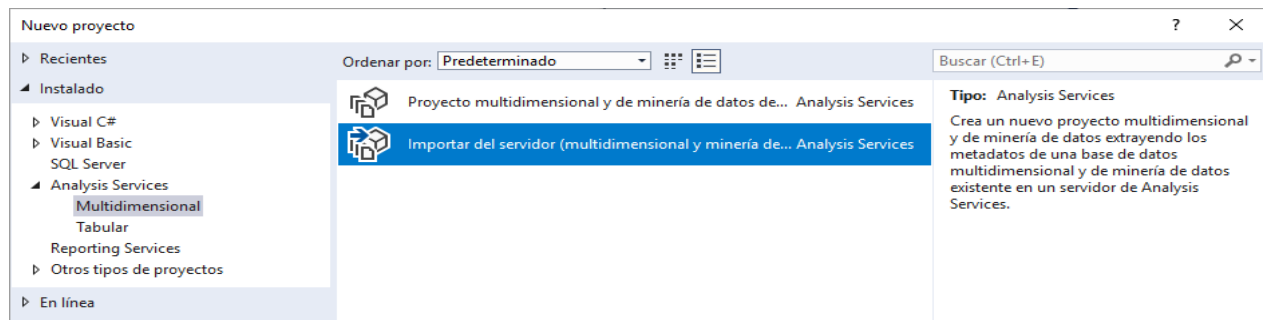 Nuevo proyecto
?
Recientes
Instalado
Visual C#
Visual Basic
SQL Server
Analysis Services
Multidimensional
Tabular
Reporting Services
Otros tipos de proyectos
En línea
Ordenar por: Predeterminado
Proyecto multidimensional y de minería de datos de... Analysis Services
Importar del servidor (multidimensional y minería de... Analysis Services
Buscar (Ctrl+E)
Tipo: Analysis Services
Crea un nuevo proyecto multidimensional
y de minería de datos extrayendo los
metadatos de una base de datos
multidimensional y de minería de datos
existente en un servidor de Analysis
Services.